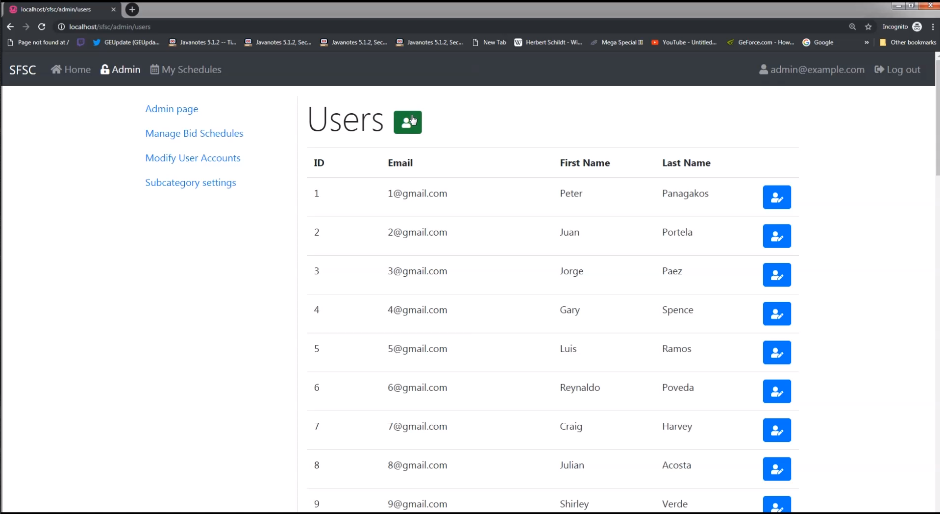 localhost/sfsc/admin/users
localhost/sfsc/admin/users
Incognito
Page not found at /
GEUpdate (GEUpda...
Javanotes 5.1.2 -- Ti...
Javanotes 5.1.2, Sec...
Javanotes 5.1.2, Sec...
Javanotes 5.1.2, Sec...
New Tab
Herbert Schildt - Wi...
Mega Special III
YouTube - Untitled...
GeForce.com - How...
Google
»
Other bookmarks
SFSC Home Admin My Schedules admin@example.com Log out
Admin page
Manage Bid Schedules
Modify User Accounts
Subcategory settings
Users
ID Email First Name Last Name
1 1@gmail.com Peter Panagakos
2 2@gmail.com Juan Portela
3 3@gmail.com Jorge Paez
4 4@gmail.com Gary Spence
5 5@gmail.com Luis Ramos
6 6@gmail.com Reynaldo Poveda
7 7@gmail.com Craig Harvey
8 8@gmail.com Julian Acosta
9 9@gmail.com Shirley Verde